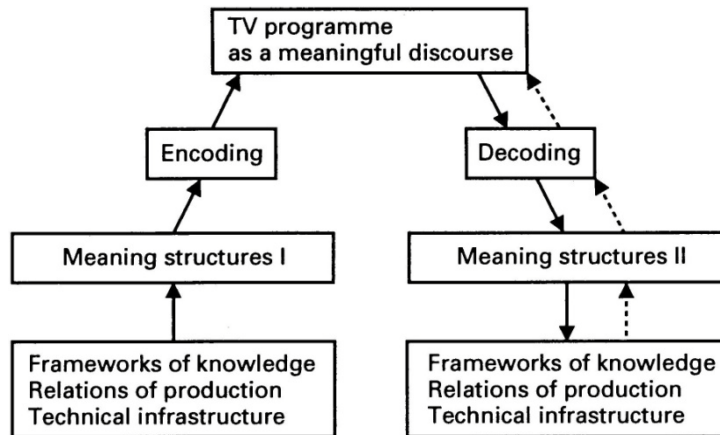 TV programme
as a meaningful discourse
Encoding
Decoding
Meaning structures I
Meaning structures II
Frameworks of knowledge
Relations of production
Technical infrastructure
Frameworks of knowledge
Relations of production
Technical infrastructure